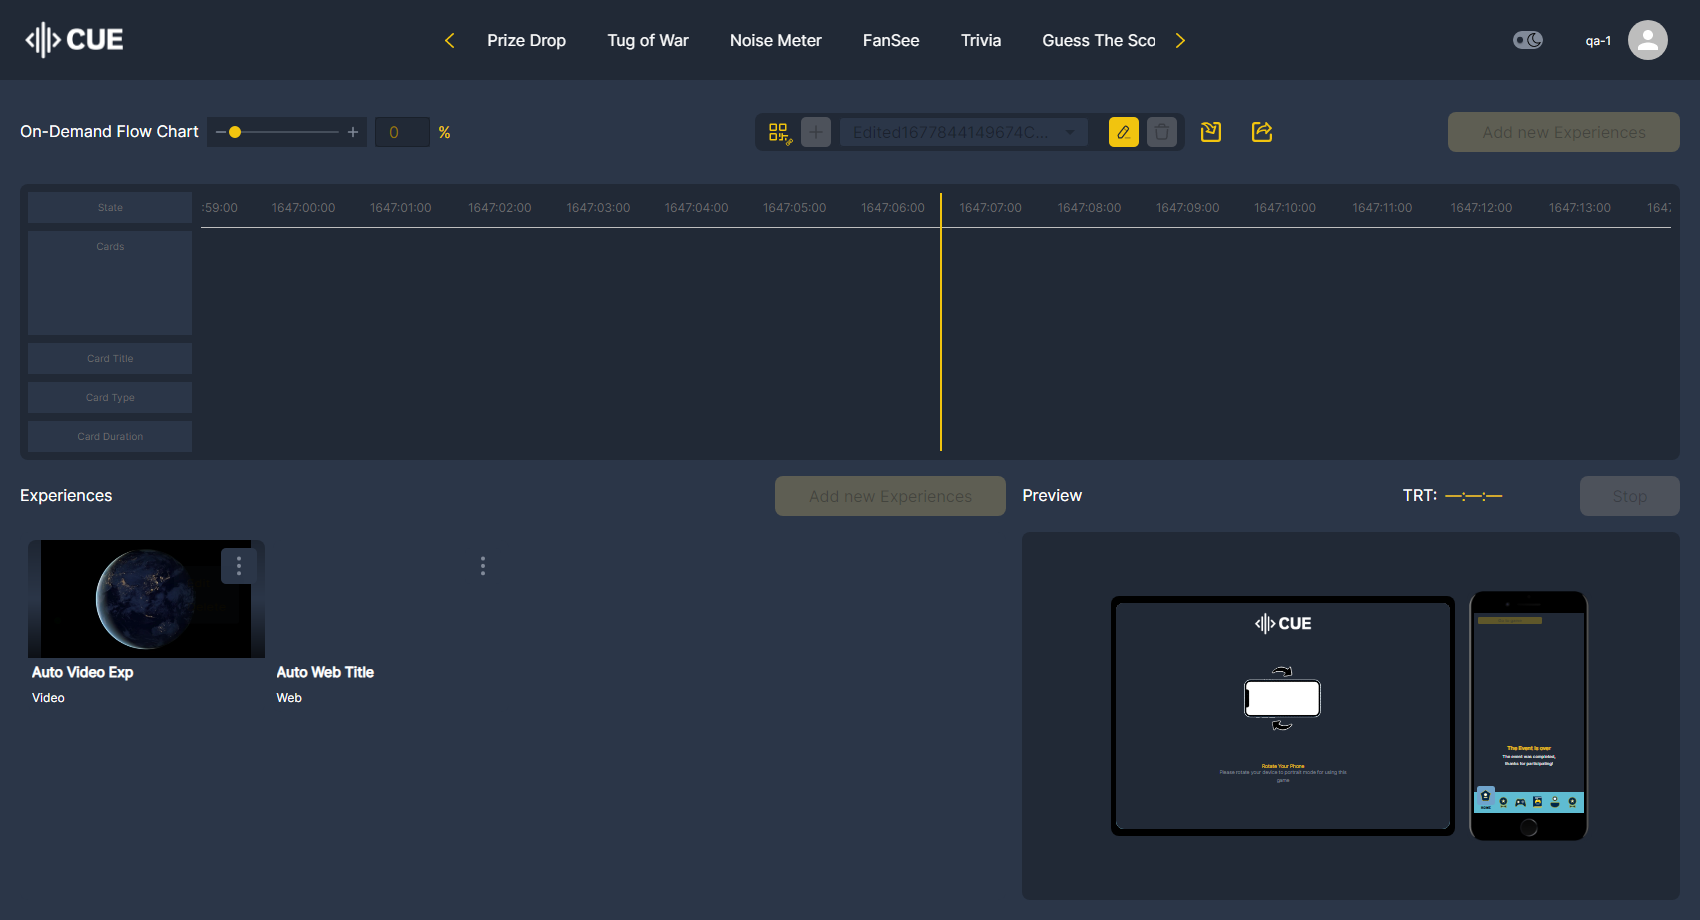 CUE
Prize Drop
Tug of War
Noise Meter
FanSee
Trivia
Guess The Sco
qa-1
On-Demand Flow Chart
0
%
Edited1677844149674C...
Add new Experiences
State
:59:00
1647:00:00
1647:01:00
1647:02:00
1647:03:00
1647:04:00
1647:05:00
1647:06:00
1647:07:00
1647:08:00
1647:09:00
1647:10:00
1647:11:00
1647:12:00
1647:13:00
1647:
Cards
Card Title
Card Type
Card Duration
Experiences
Add new Experiences
Preview
TRT: —:—:—
Stop
Auto Video Exp
Video
Auto Web Title
Web
CUE
Rotate Your Phone
Please rotate your device to portrait mode for using this
game
The Event is over
The event was completed,
thanks for participating!
HOME